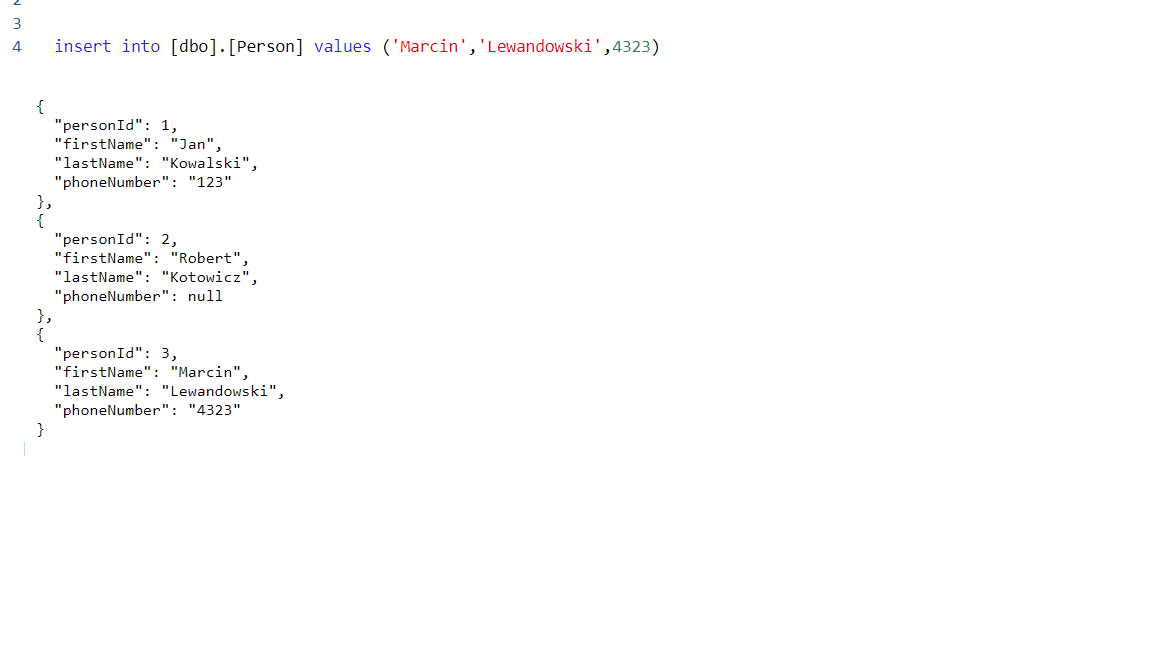 2
3
4 insert into [dbo].[Person] values ('Marcin','Lewandowski',4323)
{
"personId": 1,
"firstName": "Jan",
"lastName": "Kowalski",
"phoneNumber": "123"
},
{
"personId": 2,
"firstName": "Robert",
"lastName": "Kotowicz",
"phoneNumber": null
},
{
"personId": 3,
"firstName": "Marcin",
"lastName": "Lewandowski",
"phoneNumber": "4323"
}